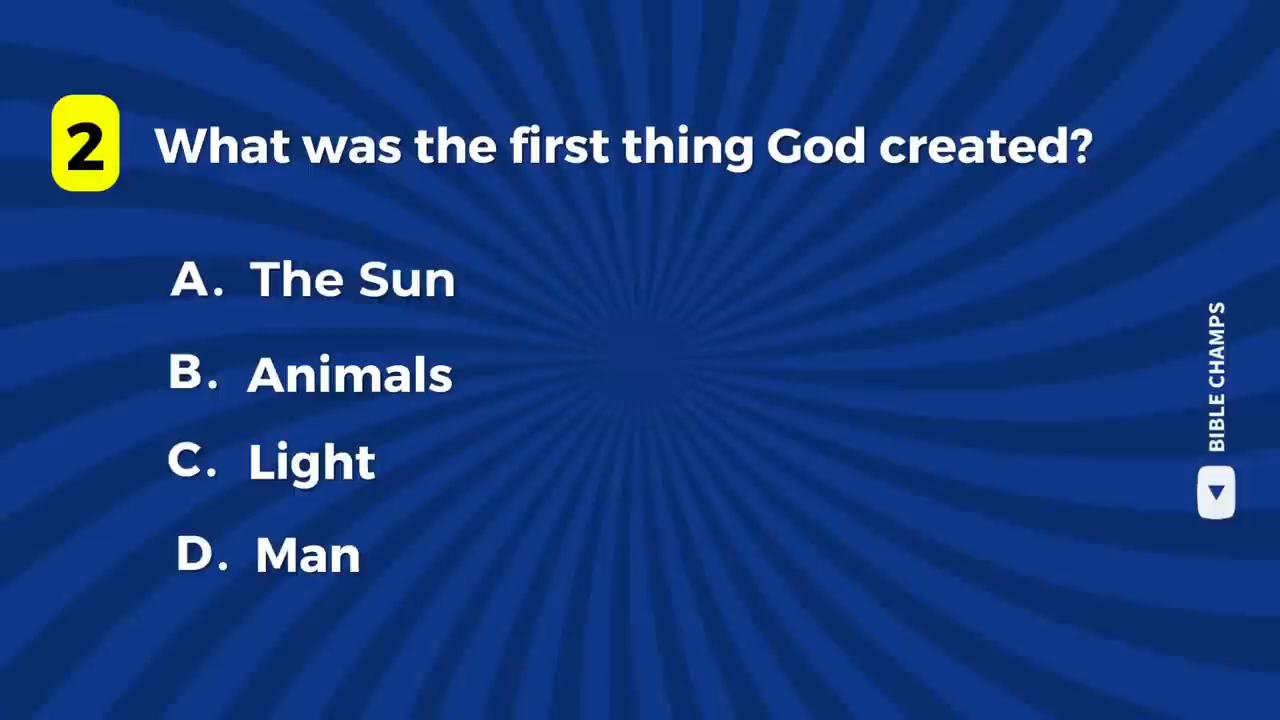 2 What was the first thing God created?
A. The Sun
B. Animals
C. Light
D. Man
BIBLE CHAMPS